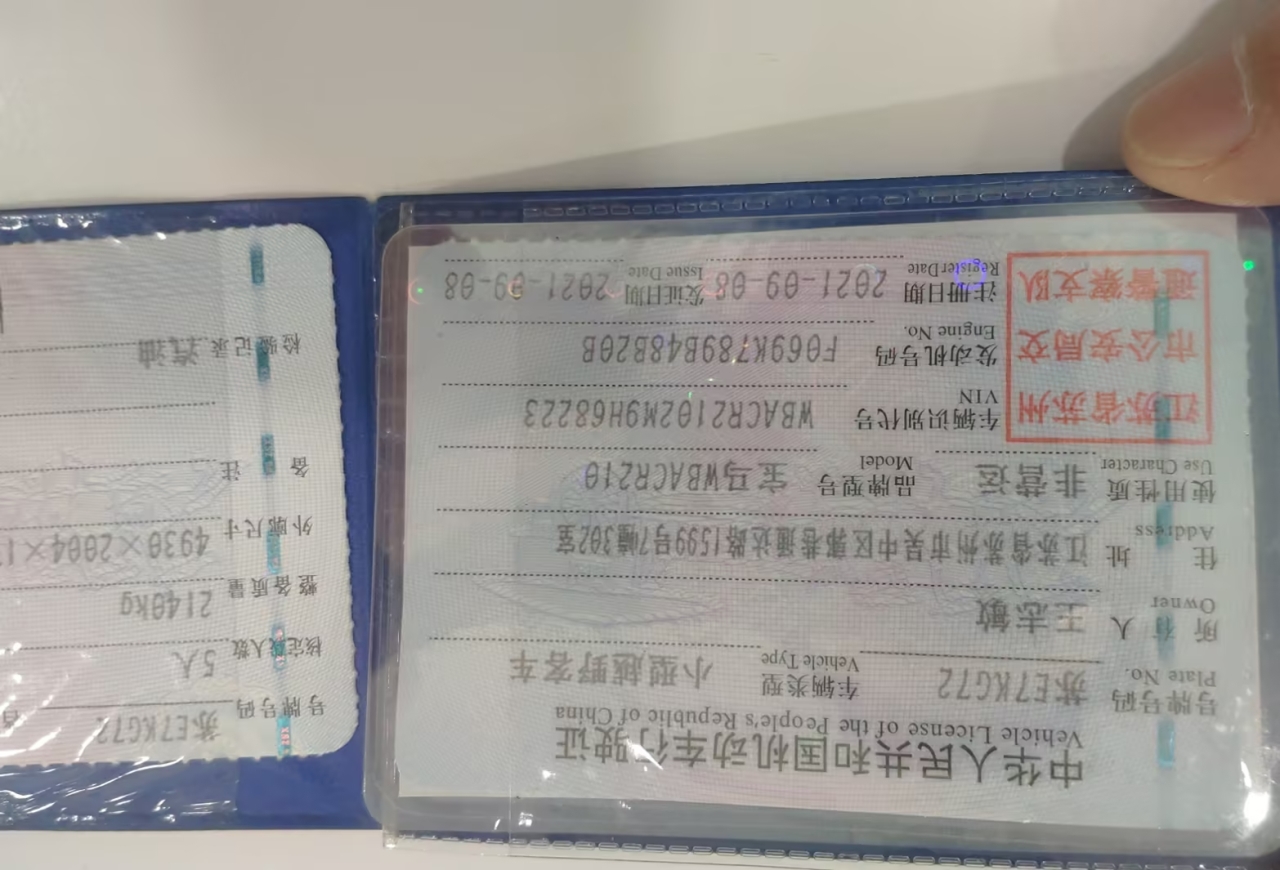 中华人民共和国机动车行驶证
Vehicle License of the People's Republic of China
号牌号码 苏E7KG72 车辆类型 小型越野客车
Plate No. Vehicle Type
所有人 王志敏
Owner
住址 江苏省苏州市吴中区郭巷通达路1599号7幢302室
Address
使用性质 非营运 品牌型号 宝马WBACR210
Use Character Model
江苏省苏州
市公安局交
通警察支队
车辆识别代号 WBACR2102M9H68223
VIN
发动机号码 F069K789B48B20B
Engine No.
注册日期 2021-09-08 发证日期 2021-09-08
Register Date Issue Date
号牌号码 苏E7KG72
核定人数 5人
整备质量 2140kg
外廓尺寸 4930×2004×1
备注
检验记录 汽油